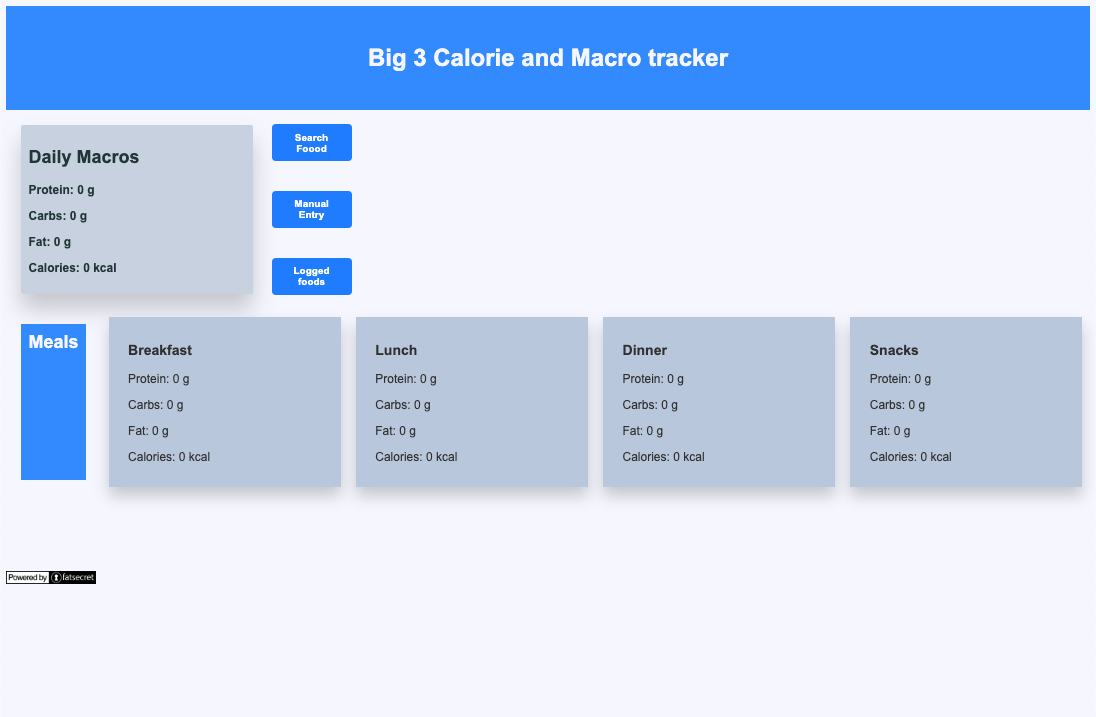 Big 3 Calorie and Macro tracker
Daily Macros
Protein: 0 g
Carbs: 0 g
Fat: 0 g
Calories: 0 kcal
Search
Foood
Manual
Entry
Logged
foods
Meals
Breakfast
Protein: 0 g
Carbs: 0 g
Fat: 0 g
Calories: 0 kcal
Lunch
Protein: 0 g
Carbs: 0 g
Fat: 0 g
Calories: 0 kcal
Dinner
Protein: 0 g
Carbs: 0 g
Fat: 0 g
Calories: 0 kcal
Snacks
Protein: 0 g
Carbs: 0 g
Fat: 0 g
Calories: 0 kcal
Powered by fatsecret